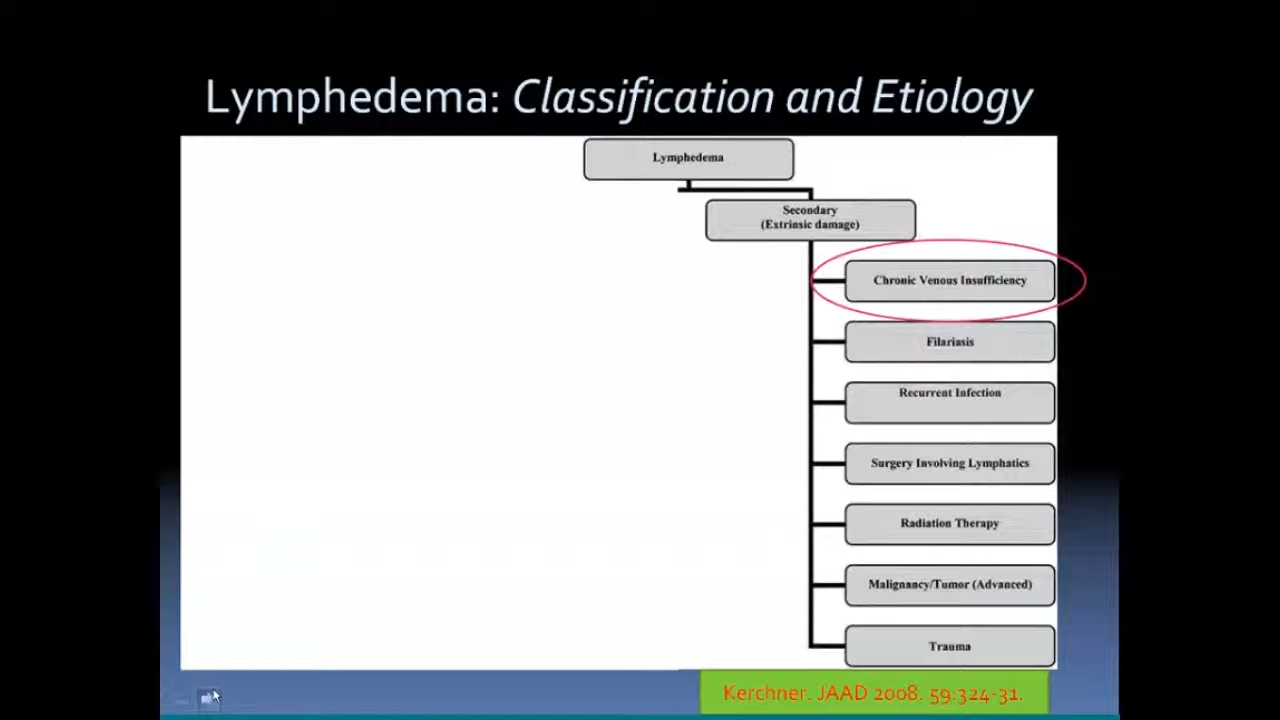 Lymphedema: Classification and Etiology
Lymphedema
Secondary
(Extrinsic damage)
Chronic Venous Insufficiency
Filariasis
Recurrent Infection
Surgery Involving Lymphatics
Radiation Therapy
Malignancy/Tumor (Advanced)
Trauma
Kerchner. JAAD 2008. 59:324-31.